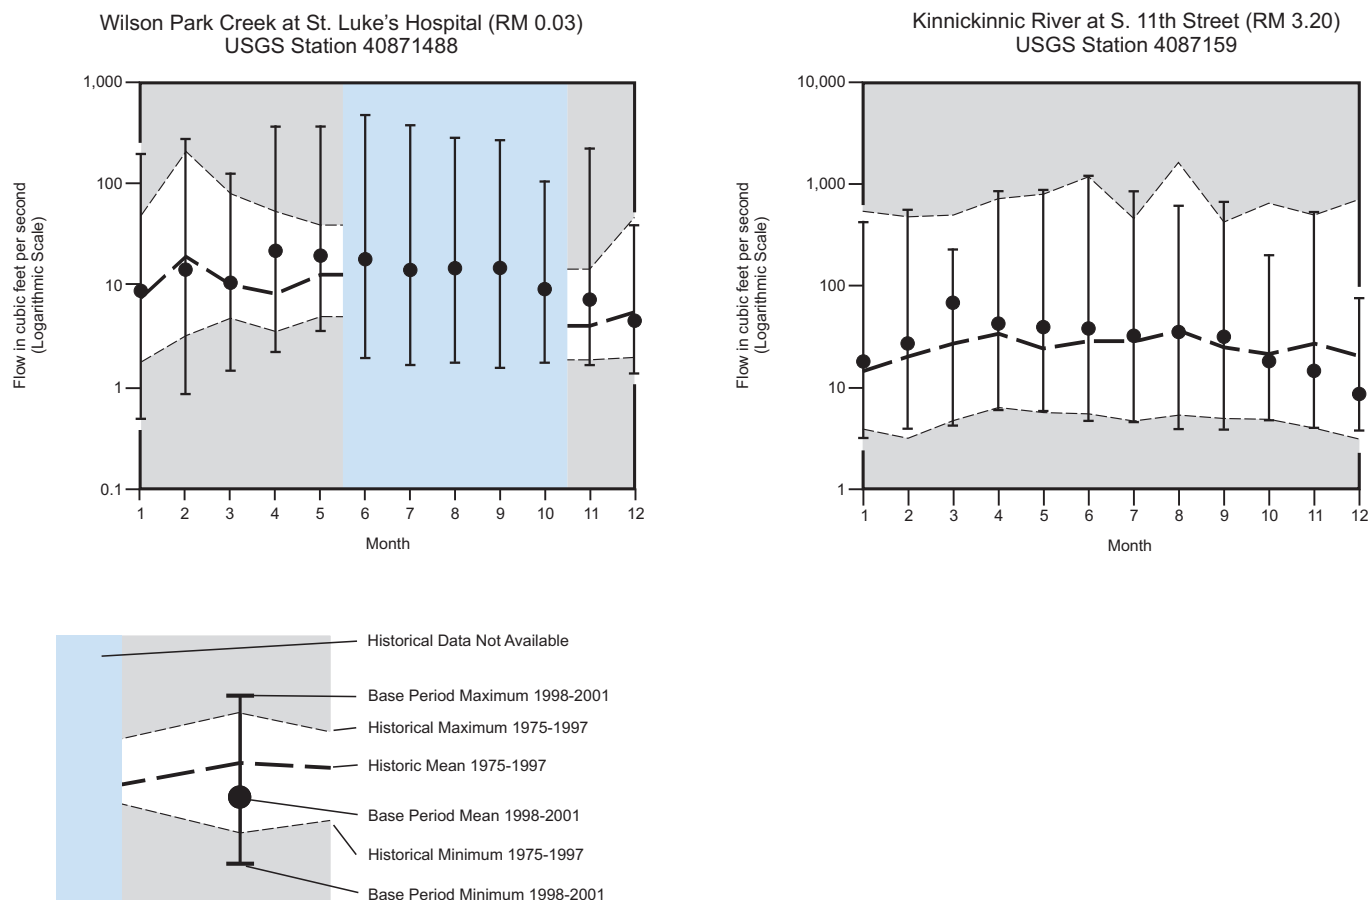 Wilson Park Creek at St. Luke’s Hospital (RM 0.03)
USGS Station 40871488
1,000
100
10
1
0.1
Flow in cubic feet per second
(Logarithmic Scale)
1 2 3 4 5 6 7 8 9 10 11 12
Month
Kinnickinnic River at S. 11th Street (RM 3.20)
USGS Station 4087159
10,000
1,000
100
10
1
Flow in cubic feet per second
(Logarithmic Scale)
1 2 3 4 5 6 7 8 9 10 11 12
Month
Historical Data Not Available
Base Period Maximum 1998-2001
Historical Maximum 1975-1997
Historic Mean 1975-1997
Base Period Mean 1998-2001
Historical Minimum 1975-1997
Base Period Minimum 1998-2001